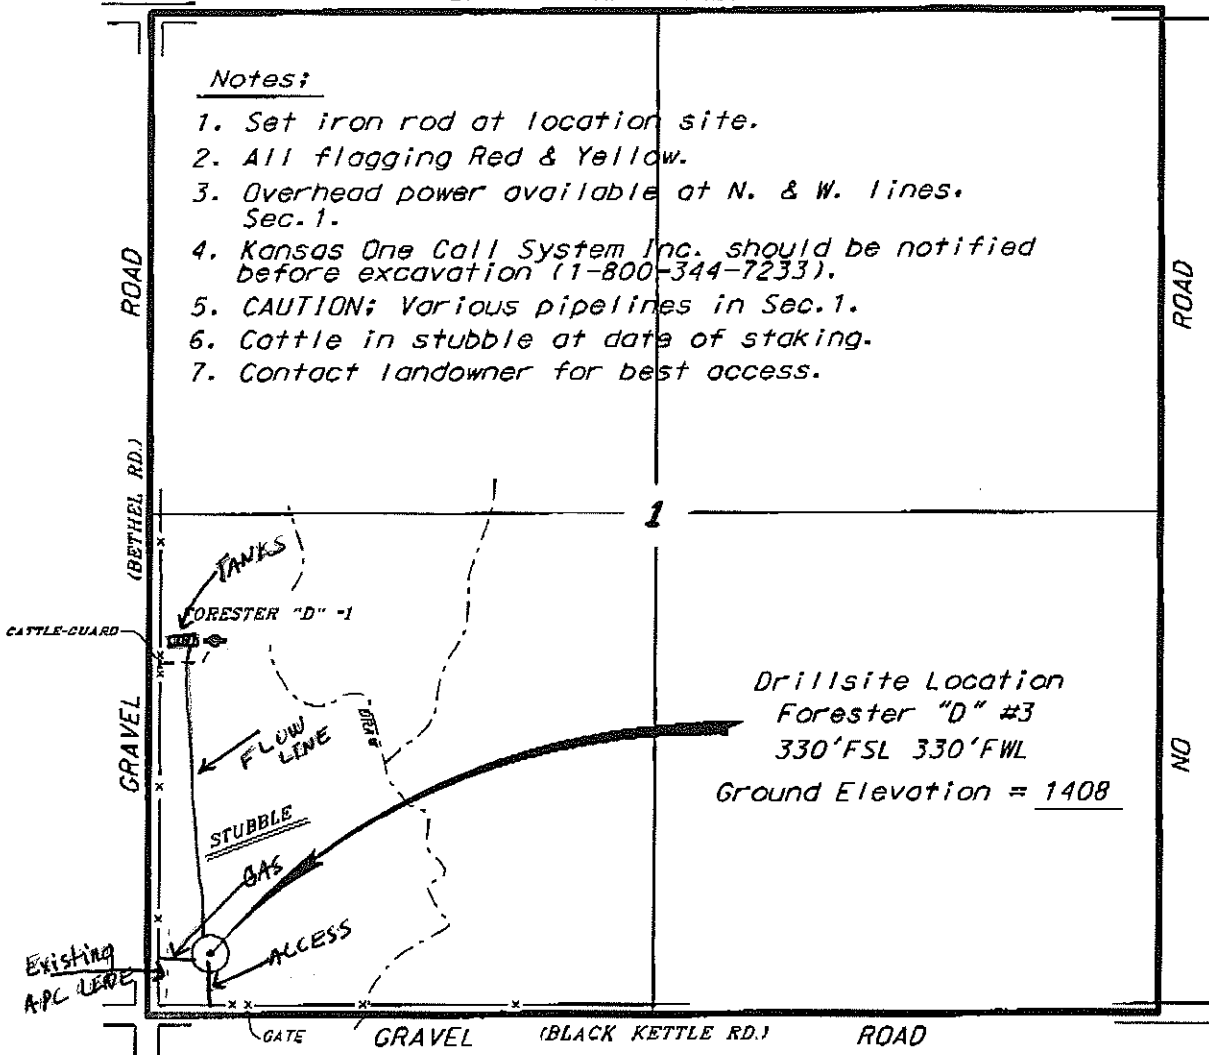 Notes:
1. Set iron rod at location site.
2. All flagging Red & Yellow.
3. Overhead power available at N. & W. lines.
Sec. 1.
4. Kansas One Call System Inc. should be notified
before excavation (1-800-344-7233).
5. CAUTION: Various pipelines in Sec. 1.
6. Cattle in stubble at date of staking.
7. Contact landowner for best access.
ROAD
ROAD
(BETHEL RD.)
1
TANKS
FORESTER "D" -1
CATTLE-GUARD
GRAVEL
FLOW
LINE
Drillsite Location
Forester "D" #3
330'FSL 330'FWL
Ground Elevation = 1408
NO
STUBBLE
GAS
ACCESS
Existing
APC LINE
GATE
GRAVEL
(BLACK KETTLE RD.)
ROAD